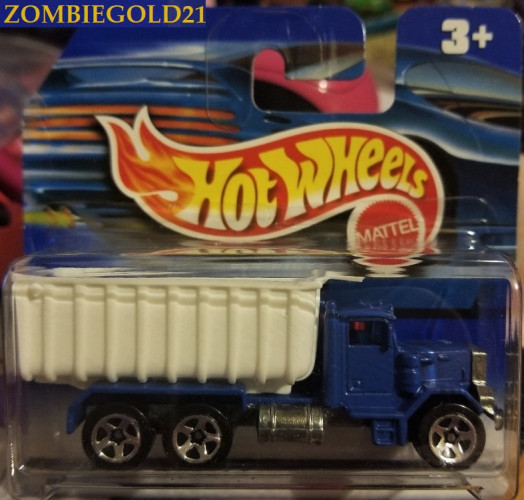 ZOMBIEGOLD21
3+
HOT WHEELS
MATTEL